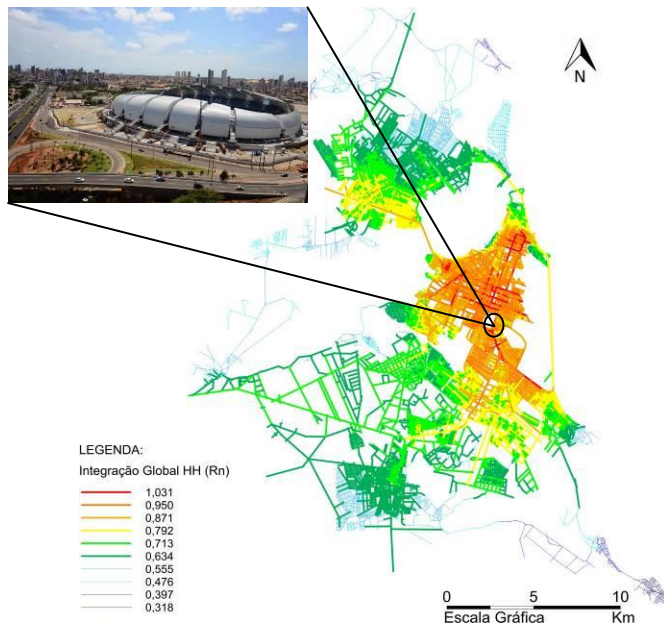 N
LEGENDA:
Integração Global HH (Rn)
1,031
0,950
0,871
0,792
0,713
0,634
0,555
0,476
0,397
0,318
0 5 10
Escala Gráfica Km